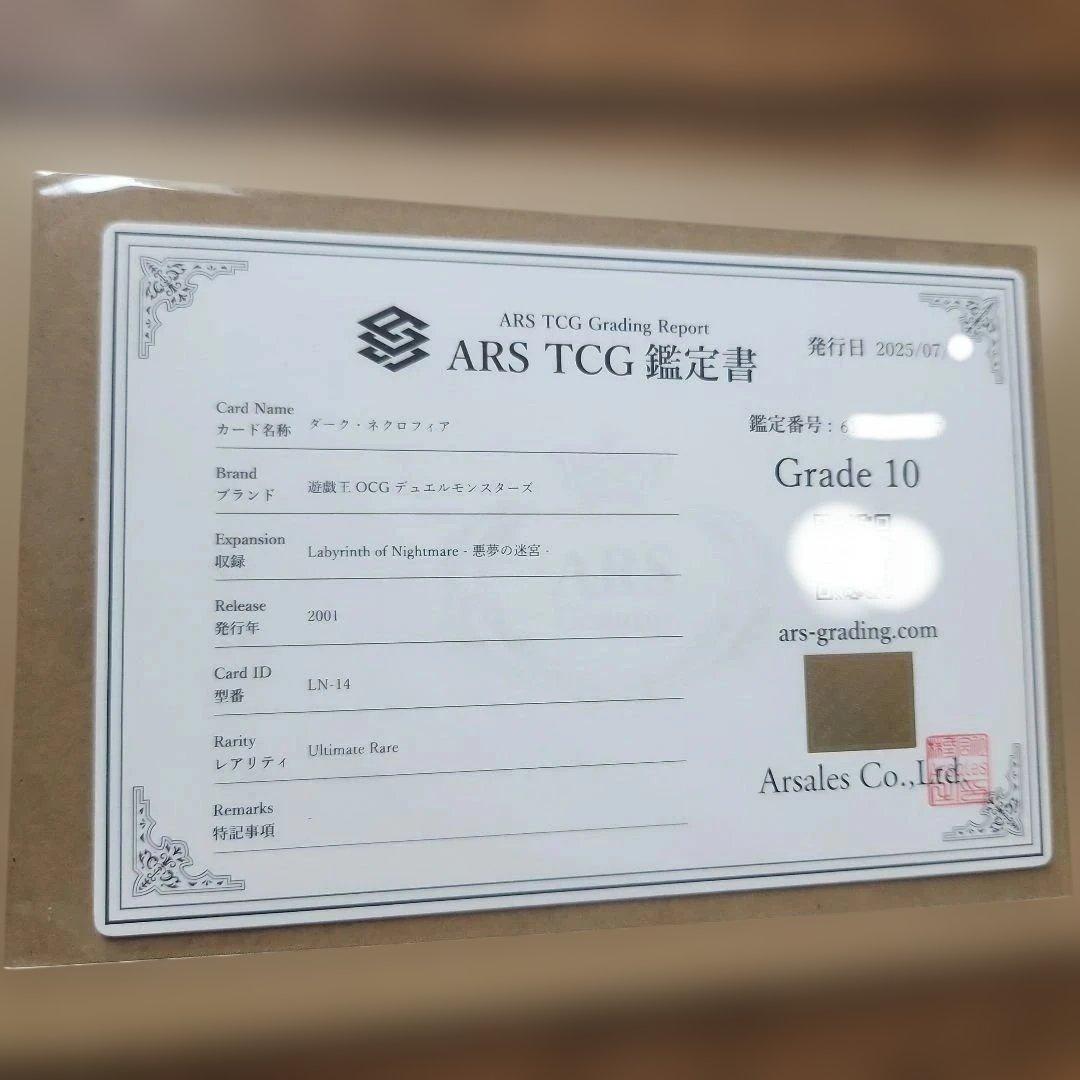 ARS TCG Grading Report
ARS TCG 鑑定書
発行日 2025/07/
Card Name
カード名称 ダーク・ネクロフィア
Brand
ブランド 遊戯王OCG デュエルモンスターズ
Expansion
収録 Labyrinth of Nightmare - 悪夢の迷宮 -
Release
発行年 2001
Card ID
型番 LN-14
Rarity
レアリティ Ultimate Rare
Remarks
特記事項 -
鑑定番号 : 6
Grade 10
ars-grading.com
Arsales Co.,Ltd.